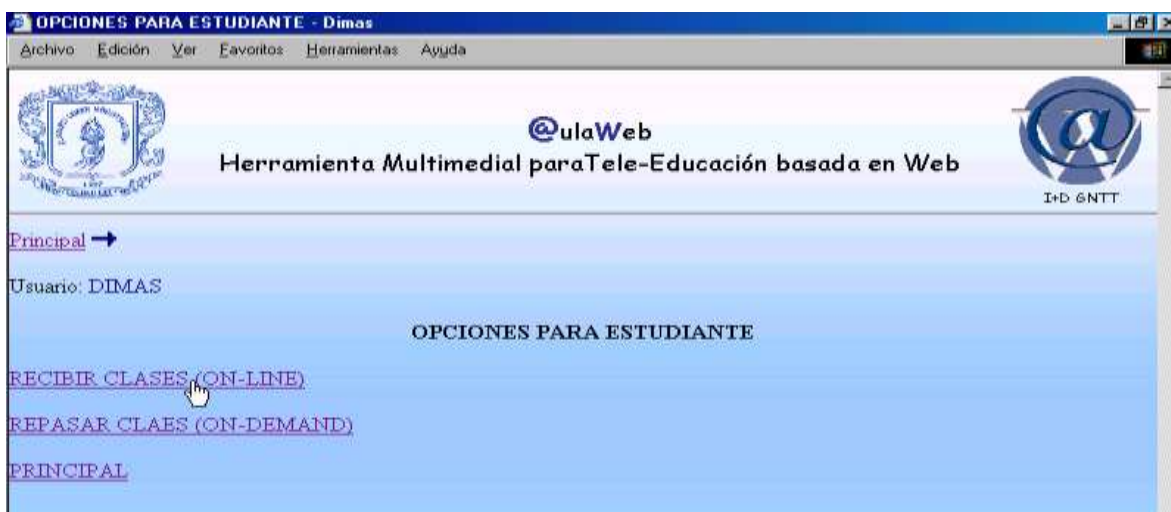 OPCIONES PARA ESTUDIANTE - Dimas
Archivo Edición Ver Favoritos Herramientas Ayuda
@ulaWeb
Herramienta Multimedial paraTele-Educación basada en Web
I+D GNTT
Principal
Usuario: DIMAS
OPCIONES PARA ESTUDIANTE
RECIBIR CLASES (ON-LINE)
REPASAR CLAES (ON-DEMAND)
PRINCIPAL